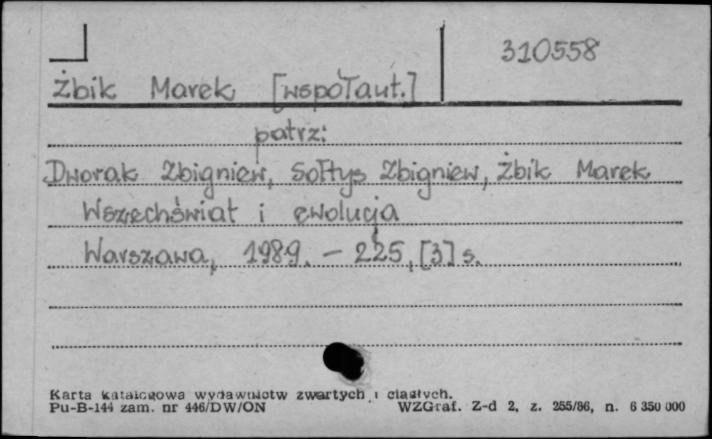 310558
Żbik Marek [współaut.]
patrz:
Dworak Zbigniew, Sołtys Zbigniew, Żbik Marek
Wszechświat i ewolucja
Warszawa, 1989. – 225, [3] s.
Karta katalogowa wydawnictw zwartych i ciągłych.
Pu-B-144 zam. nr 446/DW/ON WZGraf. Z-d 2, z. 255/86, n. 6 350 000